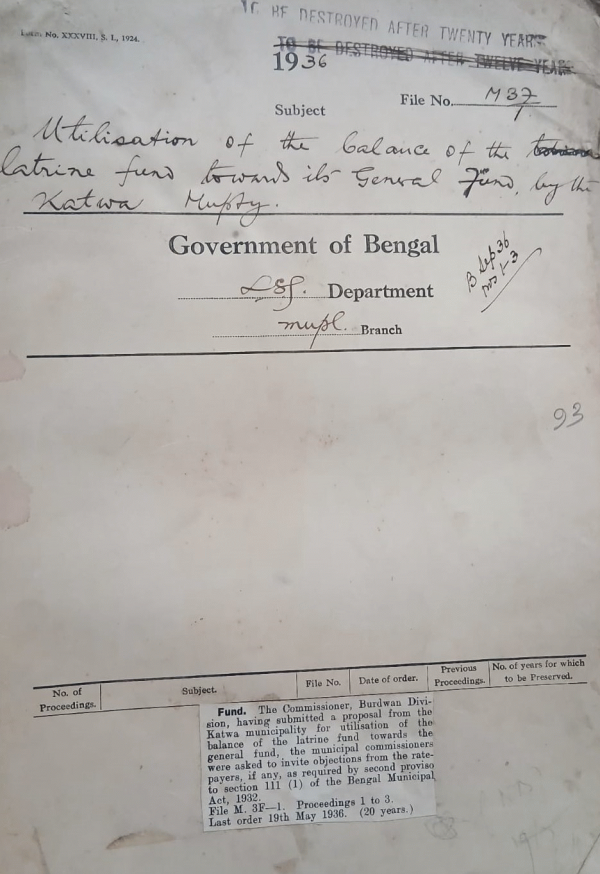 No. XXXVIII, S. I., 1924.
TO BE DESTROYED AFTER TWENTY YEARS
TO BE DESTROYED AFTER TWELVE YEARS
1936
Subject
File No. M 3F/1
Utilisation of the balance of the
latrine fund towards its General Fund, by the
Katwa Mupty.
Government of Bengal
LSG. Department
Mupl. Branch
B Sep 36
nos 1-3
93
No. of Proceedings.
Subject.
File No.
Date of order.
Previous Proceedings.
No. of years for which to be Preserved.
Fund. The Commissioner, Burdwan Divi-
sion, having submitted a proposal from the
Katwa municipality for utilisation of the
balance of the latrine fund towards the
general fund, the municipal commissioners
were asked to invite objections from the rate-
payers, if any, as required by second proviso
to section 111 (1) of the Bengal Municipal
Act, 1932.
File M. 3F—1. Proceedings 1 to 3.
Last order 19th May 1936. (20 years.)